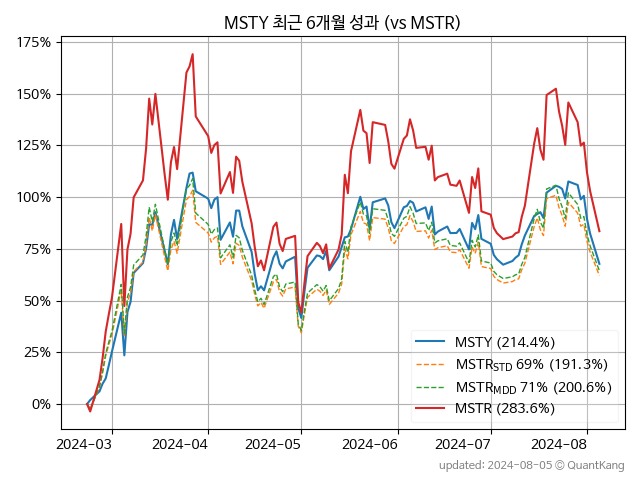 MSTY 최근 6개월 성과 (vs MSTR)
175%
150%
125%
100%
75%
50%
25%
0%
MSTY (214.4%)
MSTR_STD 69% (191.3%)
MSTR_MDD 71% (200.6%)
MSTR (283.6%)
2024-03 2024-04 2024-05 2024-06 2024-07 2024-08
updated: 2024-08-05 © QuantKang